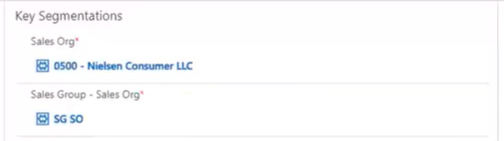 Key Segmentations
Sales Org*
0500 - Nielsen Consumer LLC
Sales Group - Sales Org*
SG SO